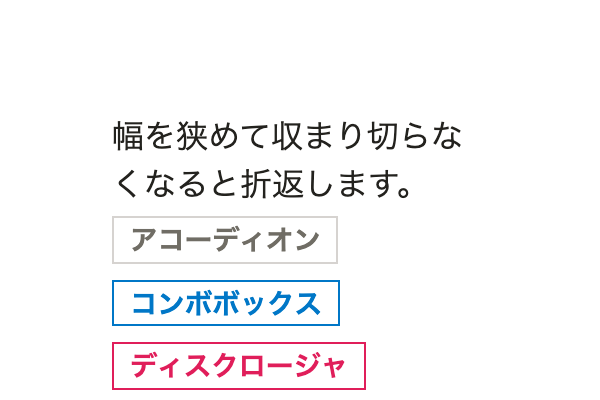 幅を狭めて収まり切らな
くなると折返します。
アコーディオン
コンボボックス
ディスクロージャ